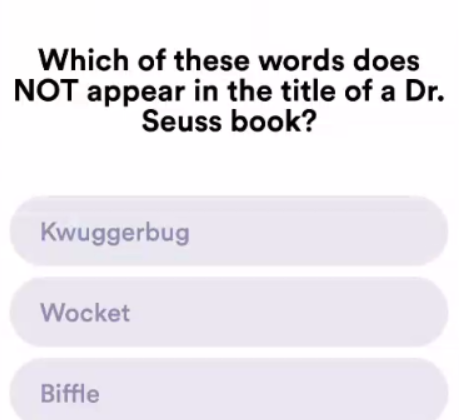 Which of these words does
NOT appear in the title of a Dr.
Seuss book?
Kwuggerbug
Wocket
Biffle